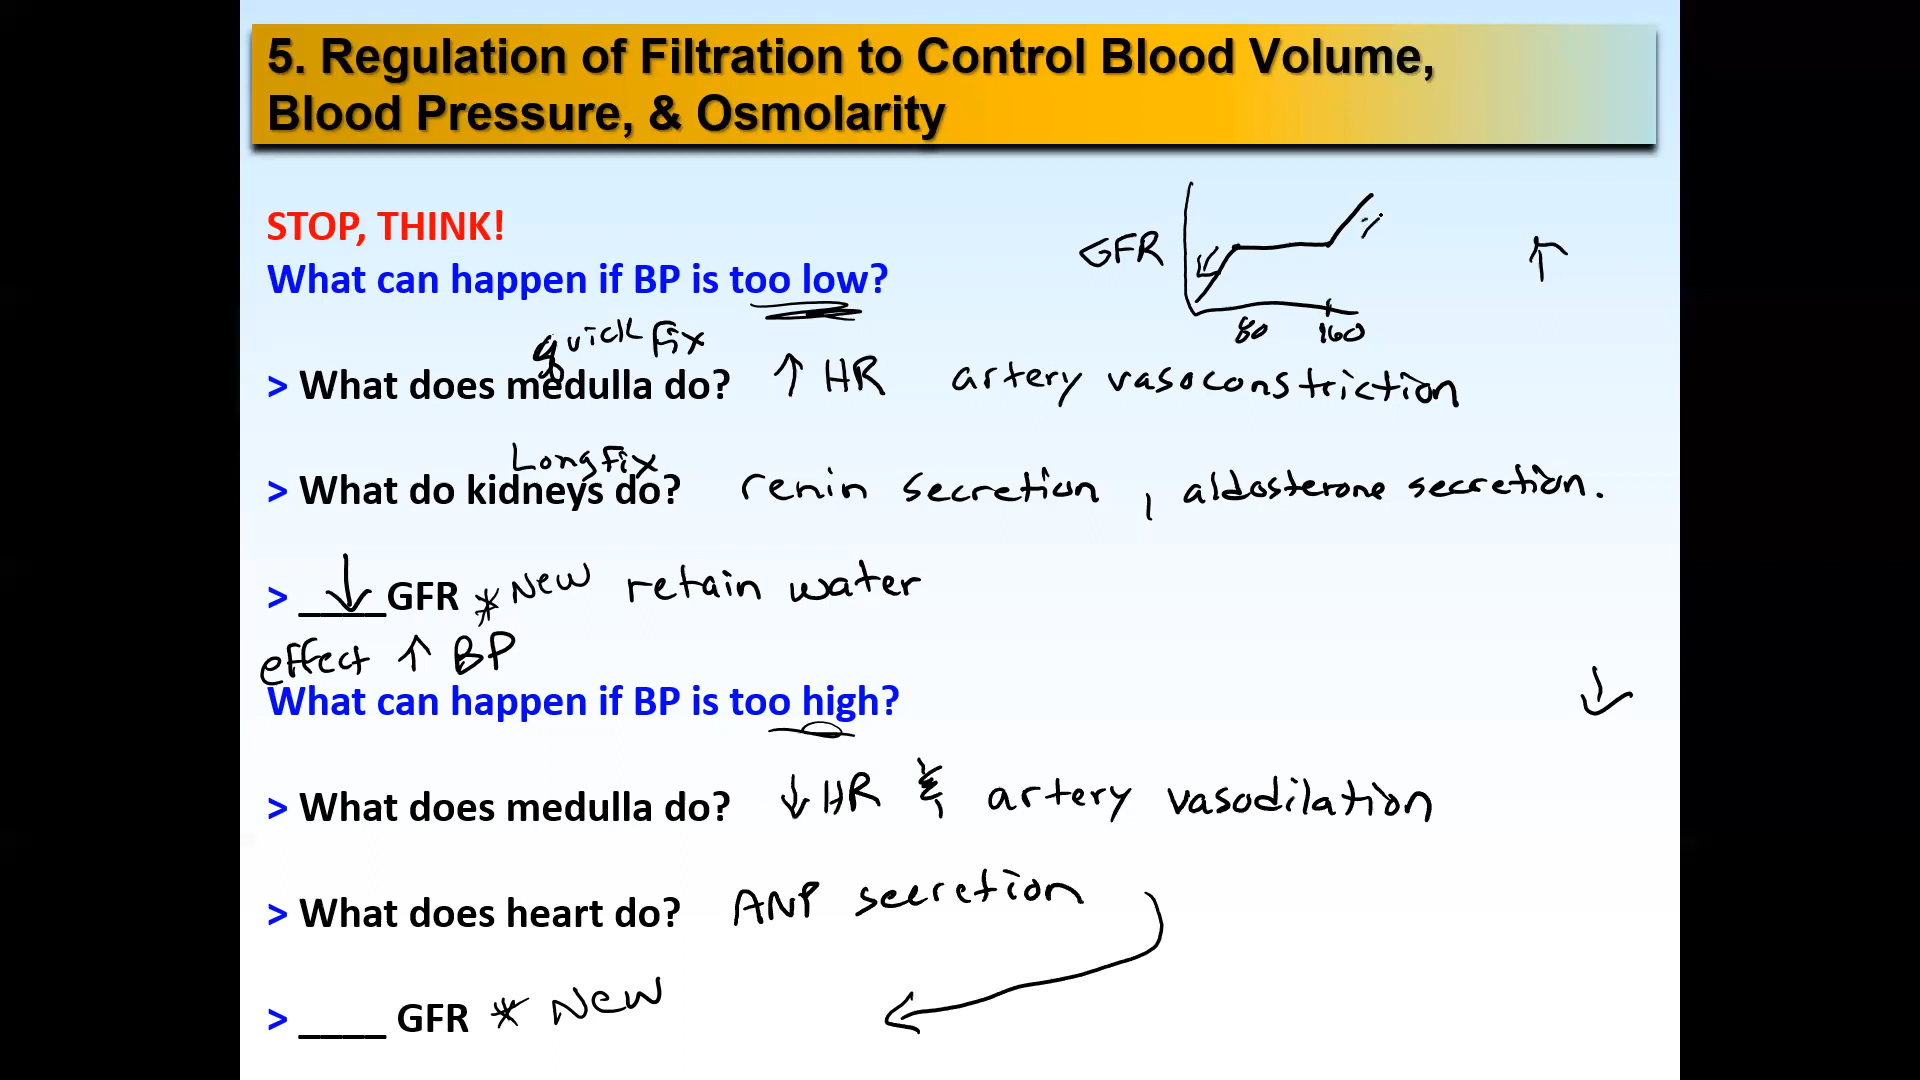 5. Regulation of Filtration to Control Blood Volume,
Blood Pressure, & Osmolarity
STOP, THINK!
What can happen if BP is too low?
GFR
80 160
↑
quick fix
> What does medulla do? ↑ HR artery vasoconstriction
Long fix
> What do kidneys do? renin secretion , aldosterone secretion.
> ____GFR ↓ * New retain water
effect ↑ BP
What can happen if BP is too high?
↓
> What does medulla do? ↓ HR & artery vasodilation
> What does heart do? ANP secretion
> ____ GFR * New